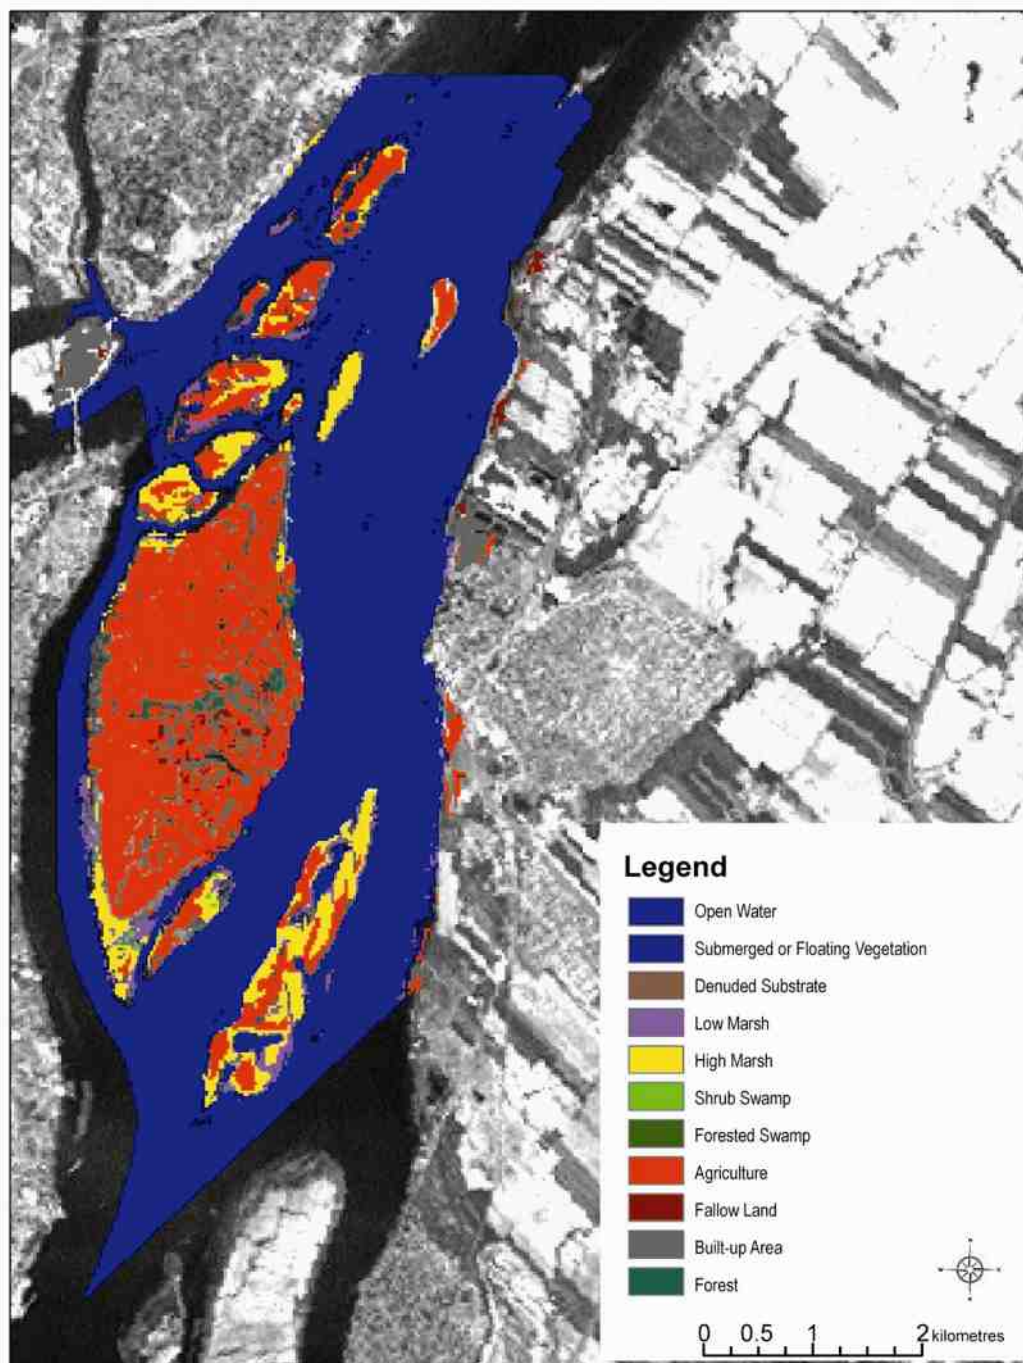 Legend
Open Water
Submerged or Floating Vegetation
Denuded Substrate
Low Marsh
High Marsh
Shrub Swamp
Forested Swamp
Agriculture
Fallow Land
Built-up Area
Forest
0 0.5 1 2 kilometres